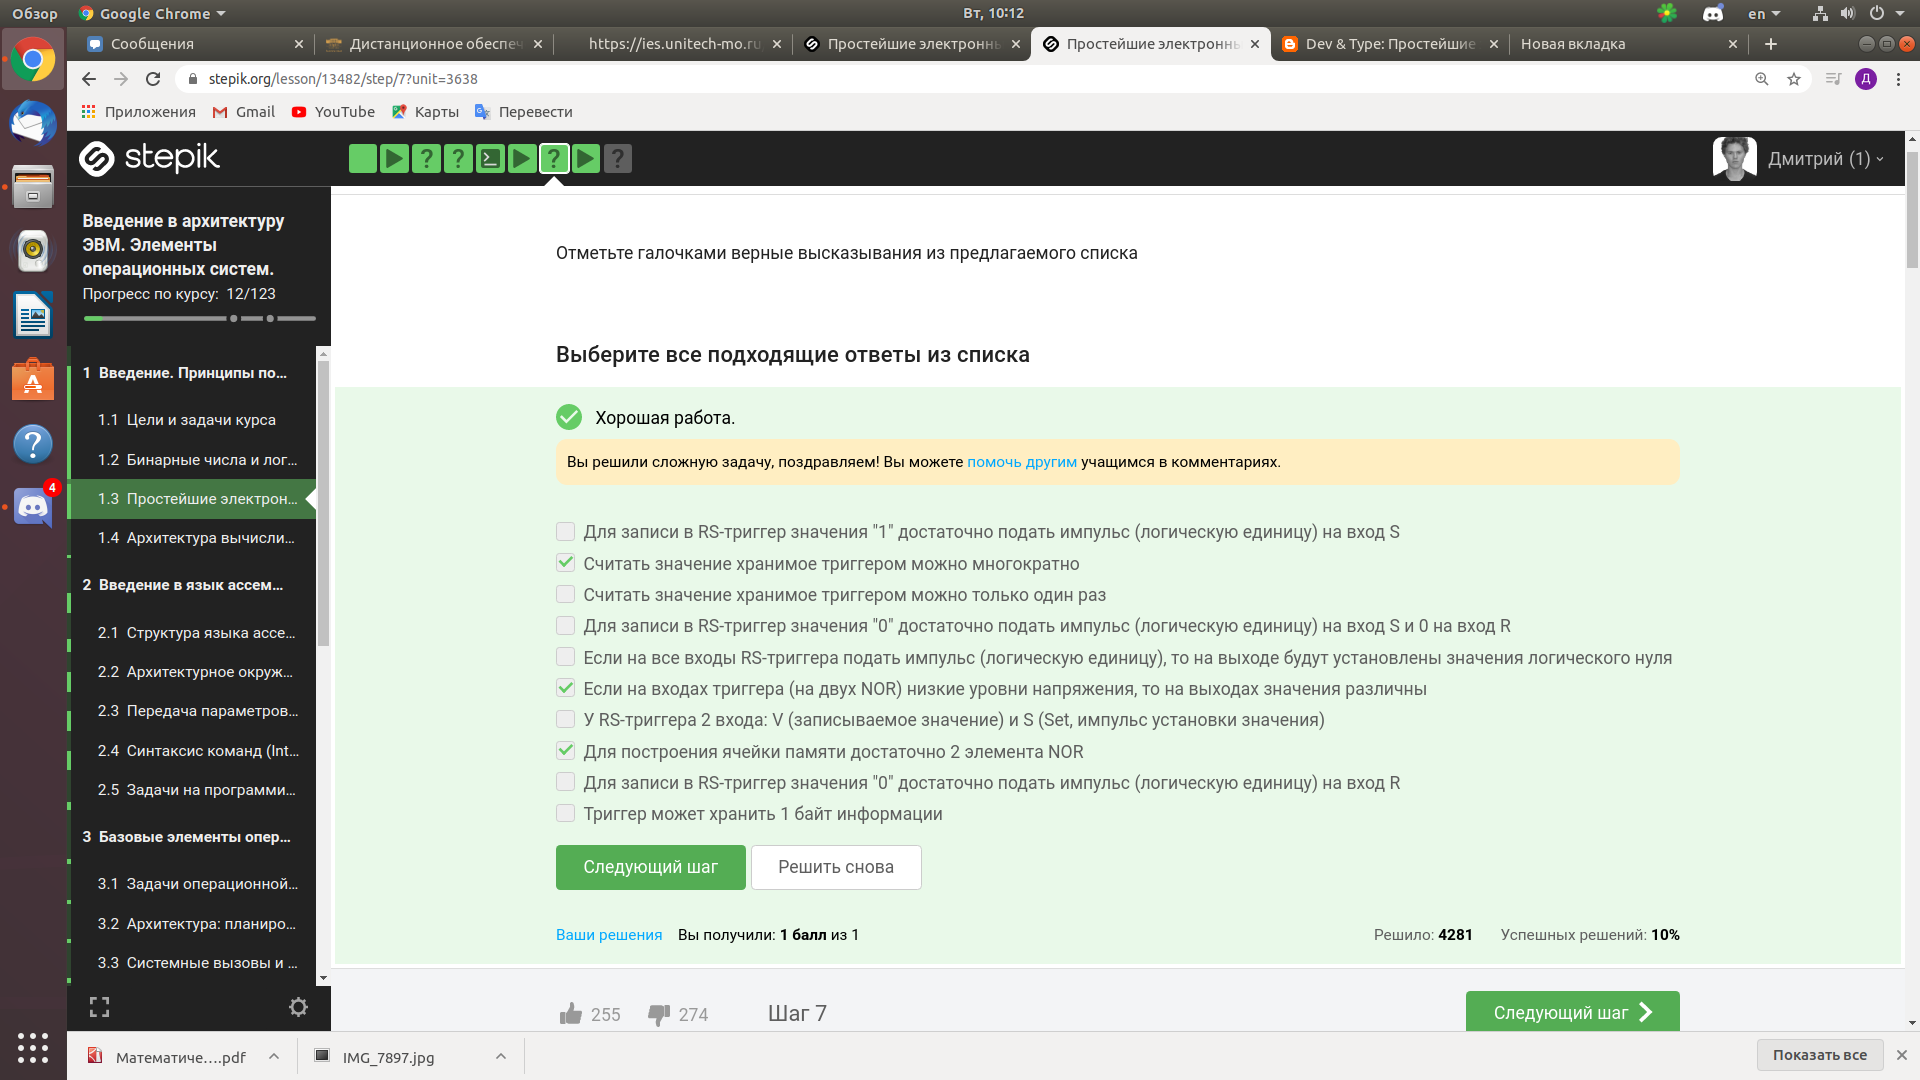 Обзор
Google Chrome
Вт, 10:12
en
Сообщения
Дистанционное обеспеч
https://ies.unitech-mo.ru
Простейшие электронны
Простейшие электронны
Dev & Type: Простейшие
Новая вкладка
stepik.org/lesson/13482/step/7?unit=3638
Д
Приложения
Gmail
YouTube
Карты
Перевести
stepik
Дмитрий (1)
Введение в архитектуру
ЭВМ. Элементы
операционных систем.
Прогресс по курсу: 12/123
1 Введение. Принципы по...
1.1 Цели и задачи курса
1.2 Бинарные числа и лог...
1.3 Простейшие электрон...
1.4 Архитектура вычисли...
2 Введение в язык ассем...
2.1 Структура языка ассе...
2.2 Архитектурное окруж...
2.3 Передача параметров...
2.4 Синтаксис команд (Int...
2.5 Задачи на программи...
3 Базовые элементы опер...
3.1 Задачи операционной...
3.2 Архитектура: планиро...
3.3 Системные вызовы и ...
4
Отметьте галочками верные высказывания из предлагаемого списка
Выберите все подходящие ответы из списка
Хорошая работа.
Вы решили сложную задачу, поздравляем! Вы можете помочь другим учащимся в комментариях.
Для записи в RS-триггер значения "1" достаточно подать импульс (логическую единицу) на вход S
Считать значение хранимое триггером можно многократно
Считать значение хранимое триггером можно только один раз
Для записи в RS-триггер значения "0" достаточно подать импульс (логическую единицу) на вход S и 0 на вход R
Если на все входы RS-триггера подать импульс (логическую единицу), то на выходе будут установлены значения логического нуля
Если на входах триггера (на двух NOR) низкие уровни напряжения, то на выходах значения различны
У RS-триггера 2 входа: V (записываемое значение) и S (Set, импульс установки значения)
Для построения ячейки памяти достаточно 2 элемента NOR
Для записи в RS-триггер значения "0" достаточно подать импульс (логическую единицу) на вход R
Триггер может хранить 1 байт информации
Следующий шаг
Решить снова
Ваши решения Вы получили: 1 балл из 1
Решило: 4281 Успешных решений: 10%
255
274
Шаг 7
Следующий шаг
Математиче....pdf
IMG_7897.jpg
Показать все